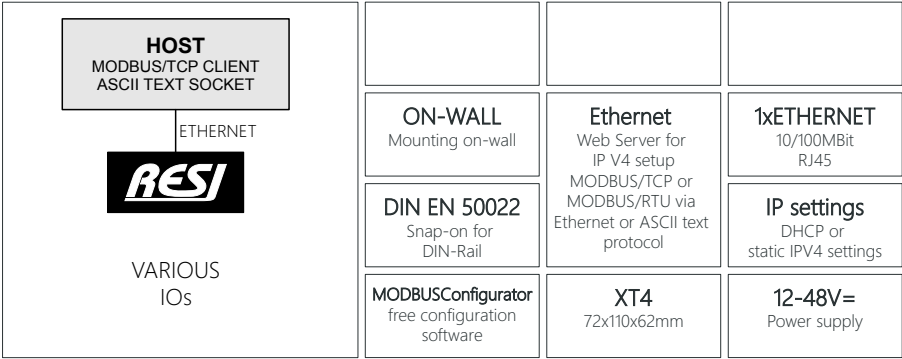 HOST
MODBUS/TCP CLIENT
ASCII TEXT SOCKET
ETHERNET
RESI
VARIOUS
IOs
ON-WALL
Mounting on-wall
DIN EN 50022
Snap-on for
DIN-Rail
MODBUSConfigurator
free configuration
software
Ethernet
Web Server for
IP V4 setup
MODBUS/TCP or
MODBUS/RTU via
Ethernet or ASCII text
protocol
XT4
72x110x62mm
1xETHERNET
10/100MBit
RJ45
IP settings
DHCP or
static IPV4 settings
12-48V=
Power supply